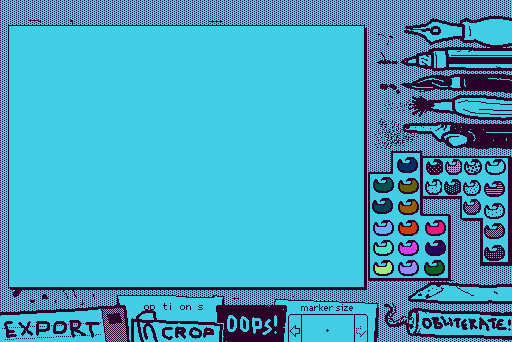 op ti on s
marker size
EXPORT
CROP
OOPS!
OBLITERATE!